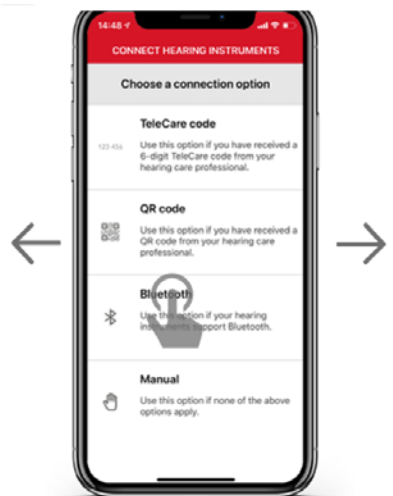 14:48
CONNECT HEARING INSTRUMENTS
Choose a connection option
TeleCare code
123 456
Use this option if you have received a
6-digit TeleCare code from your
hearing care professional.
QR code
Use this option if you have received a
QR code from your hearing care
professional.
Bluetooth
Use this option if your hearing
instruments support Bluetooth.
Manual
Use this option if none of the above
options apply.